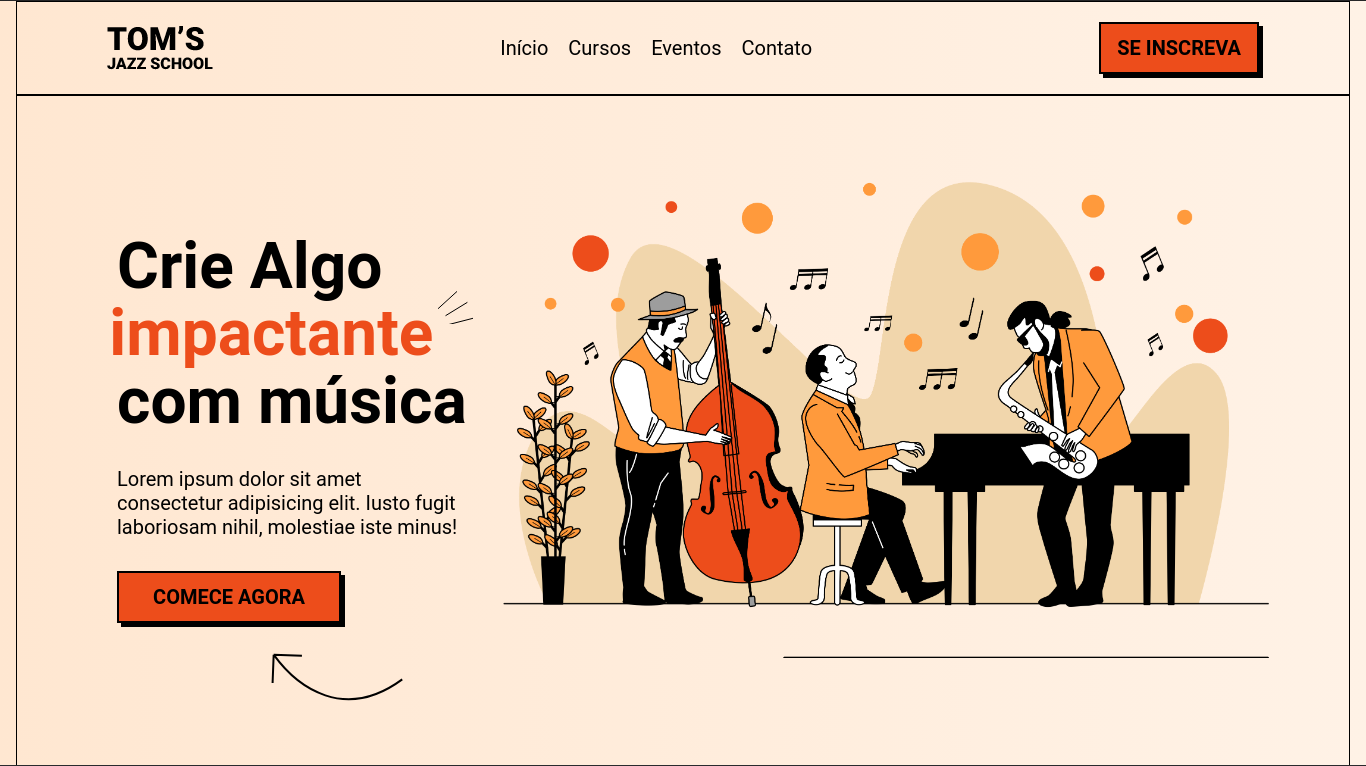 TOM’S
JAZZ SCHOOL
Início Cursos Eventos Contato
SE INSCREVA
Crie Algo
impactante
com música
Lorem ipsum dolor sit amet
consectetur adipisicing elit. Iusto fugit
laboriosam nihil, molestiae iste minus!
COMECE AGORA